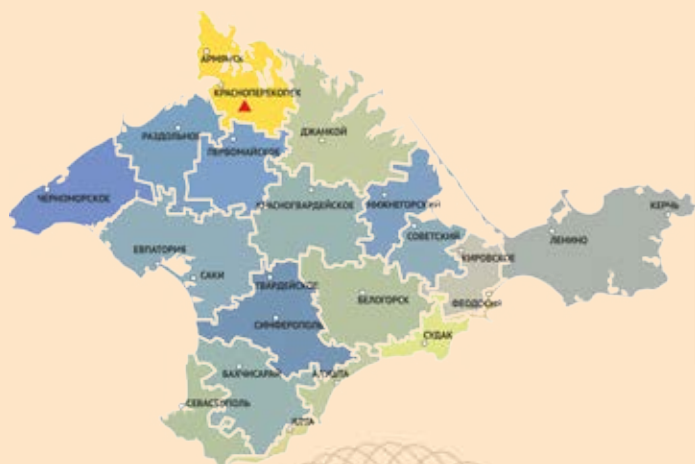 АРМЯНСК
КРАСНОПЕРЕКОПСК
ДЖАНКОЙ
РАЗДОЛЬНОЕ
ПЕРВОМАЙСКОЕ
ЧЕРНОМОРСКОЕ
КРАСНОГВАРДЕЙСКОЕ
НИЖНЕГОРСКИЙ
КЕРЧЬ
СОВЕТСКИЙ
ЛЕНИНО
ЕВПАТОРИЯ
КИРОВСКОЕ
САКИ
ГВАРДЕЙСКОЕ
БЕЛОГОРСК
ФЕОДОСИЯ
СИМФЕРОПОЛЬ
СУДАК
БАХЧИСАРАЙ
АЛУШТА
СЕВАСТОПОЛЬ
ЯЛТА